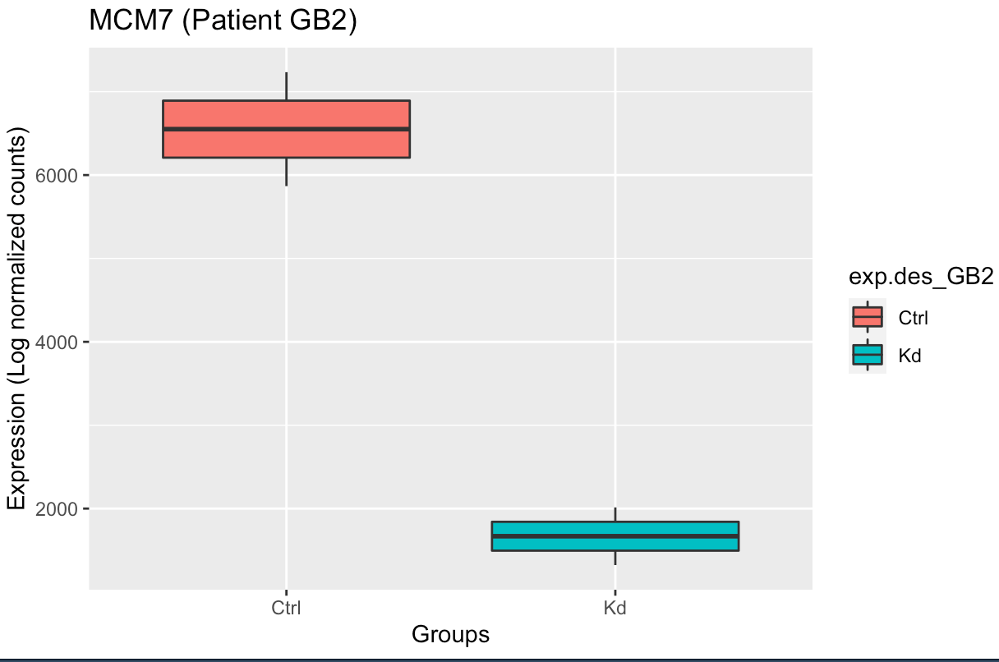 MCM7 (Patient GB2)
Expression (Log normalized counts)
6000
4000
2000
Ctrl
Kd
Groups
exp.des_GB2
Ctrl
Kd